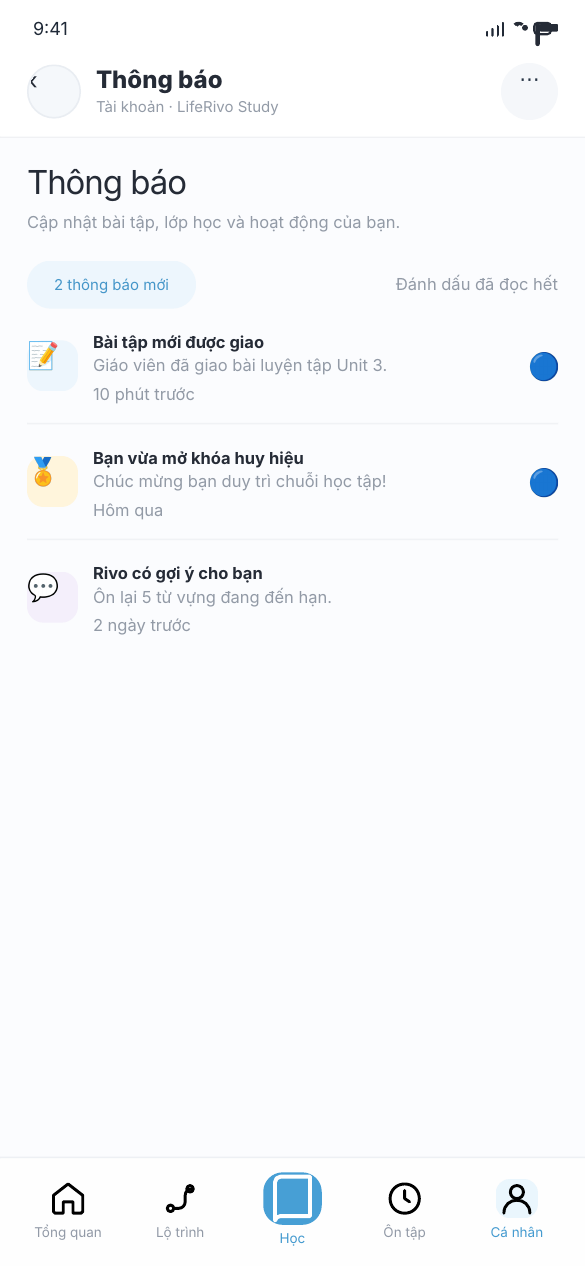 9:41
Thông báo
Tài khoản · LifeRivo Study
Thông báo
Cập nhật bài tập, lớp học và hoạt động của bạn.
2 thông báo mới
Đánh dấu đã đọc hết
Bài tập mới được giao
Giáo viên đã giao bài luyện tập Unit 3.
10 phút trước
Bạn vừa mở khóa huy hiệu
Chúc mừng bạn duy trì chuỗi học tập!
Hôm qua
Rivo có gợi ý cho bạn
Ôn lại 5 từ vựng đang đến hạn.
2 ngày trước
Tổng quan
Lộ trình
Học
Ôn tập
Cá nhân